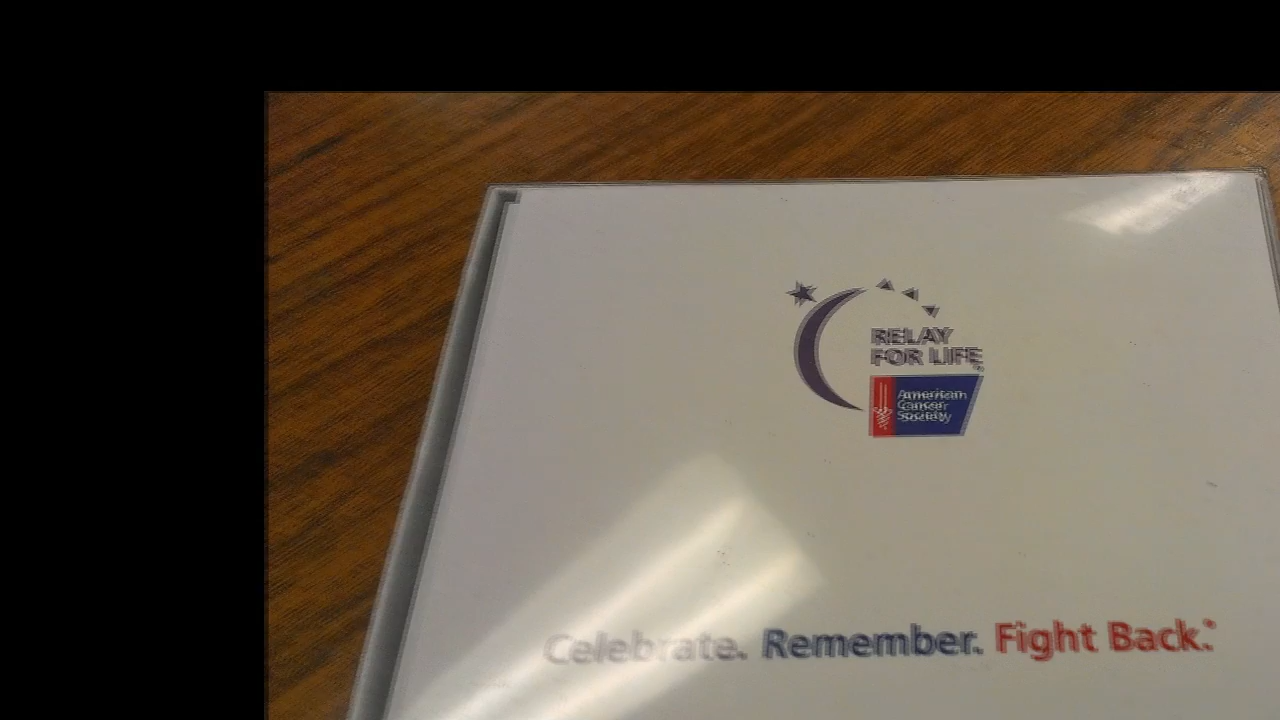 RELAY
FOR LIFE
American
Cancer
Society
Celebrate. Remember. Fight Back.